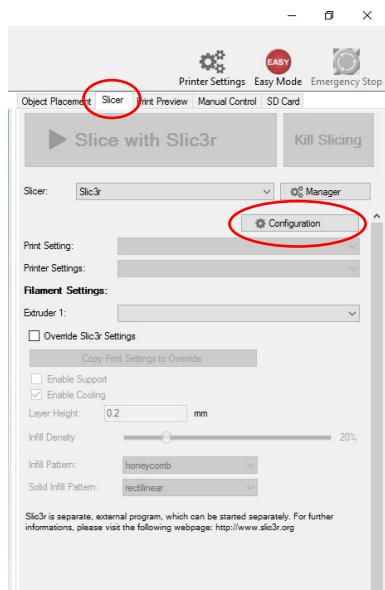 EASY
Printer Settings Easy Mode Emergency Stop
Object Placement Slicer Print Preview Manual Control SD Card
Slice with Slic3r Kill Slicing
Slicer: Slic3r Manager
Configuration
Print Setting:
Printer Settings:
Filament Settings:
Extruder 1:
Override Slic3r Settings
Copy Print Settings to Override
Enable Support
Enable Cooling
Layer Height: 0.2 mm
Infill Density 20%
Infill Pattern: honeycomb
Solid Infill Pattern: rectilinear
Slic3r is separate, external program, which can be started separately. For further
informations, please visit the following webpage: http://www.slic3r.org